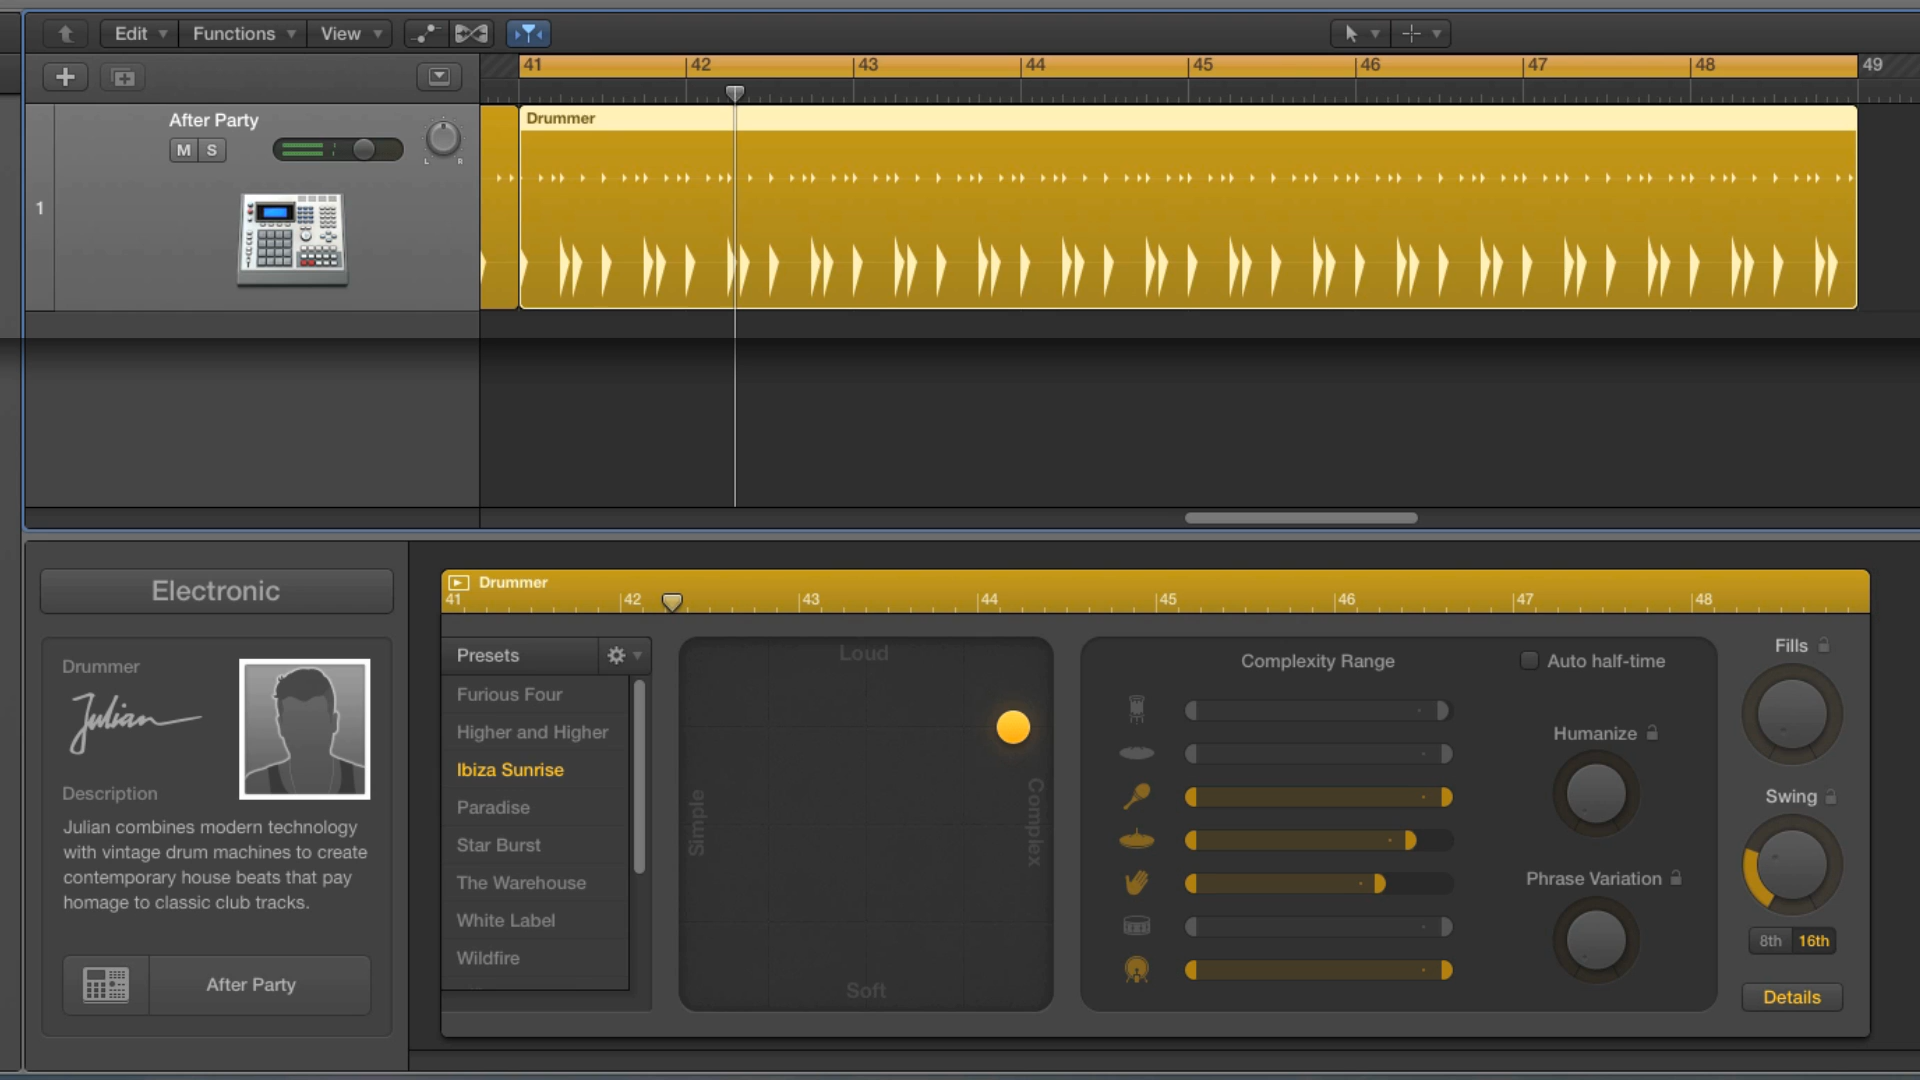 Edit
Functions
View
41 42 43 44 45 46 47 48 49
After Party
M S
L R
1
Drummer
Electronic
Drummer
Julian
Description
Julian combines modern technology
with vintage drum machines to create
contemporary house beats that pay
homage to classic club tracks.
After Party
Drummer
41 42 43 44 45 46 47 48
Presets
Furious Four
Higher and Higher
Ibiza Sunrise
Paradise
Star Burst
The Warehouse
White Label
Wildfire
Loud
Simple
Complex
Soft
Complexity Range
Auto half-time
Humanize
Phrase Variation
Fills
Swing
8th 16th
Details